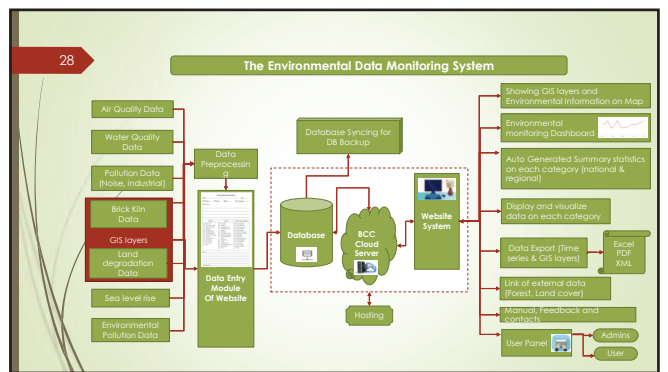 28
The Environmental Data Monitoring System
Air Quality Data
Water Quality
Data
Pollution Data
(Noise, industrial)
Brick Kiln
Data
GIS layers
Land
degradation
Data
Sea level rise
Environmental
Pollution Data
Data
Preprocessin
g
Data Entry
Module
Of Website
Database Syncing for
DB Backup
Database
BCC
Cloud
Server
Website
System
Hosting
Showing GIS layers and
Environmental Information on Map
Environmental
monitoring Dashboard
Auto Generated Summary statistics
on each category (national &
regional)
Display and visualize
data on each category
Data Export (Time
series & GIS layers)
Excel
PDF
XML
Link of external data
(Forest, Land cover)
Manual, Feedback and
contacts
User Panel
Admins
User